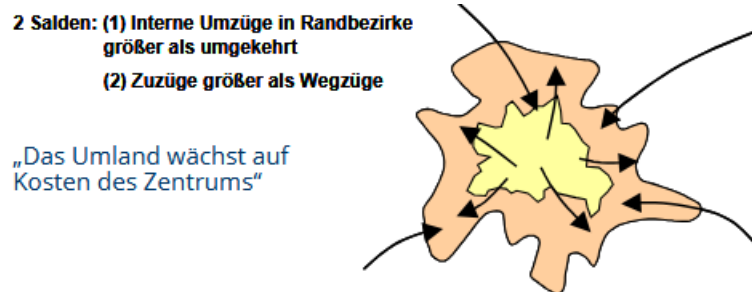 2 Salden: (1) Interne Umzüge in Randbezirke
größer als umgekehrt
(2) Zuzüge größer als Wegzüge
„Das Umland wächst auf
Kosten des Zentrums“